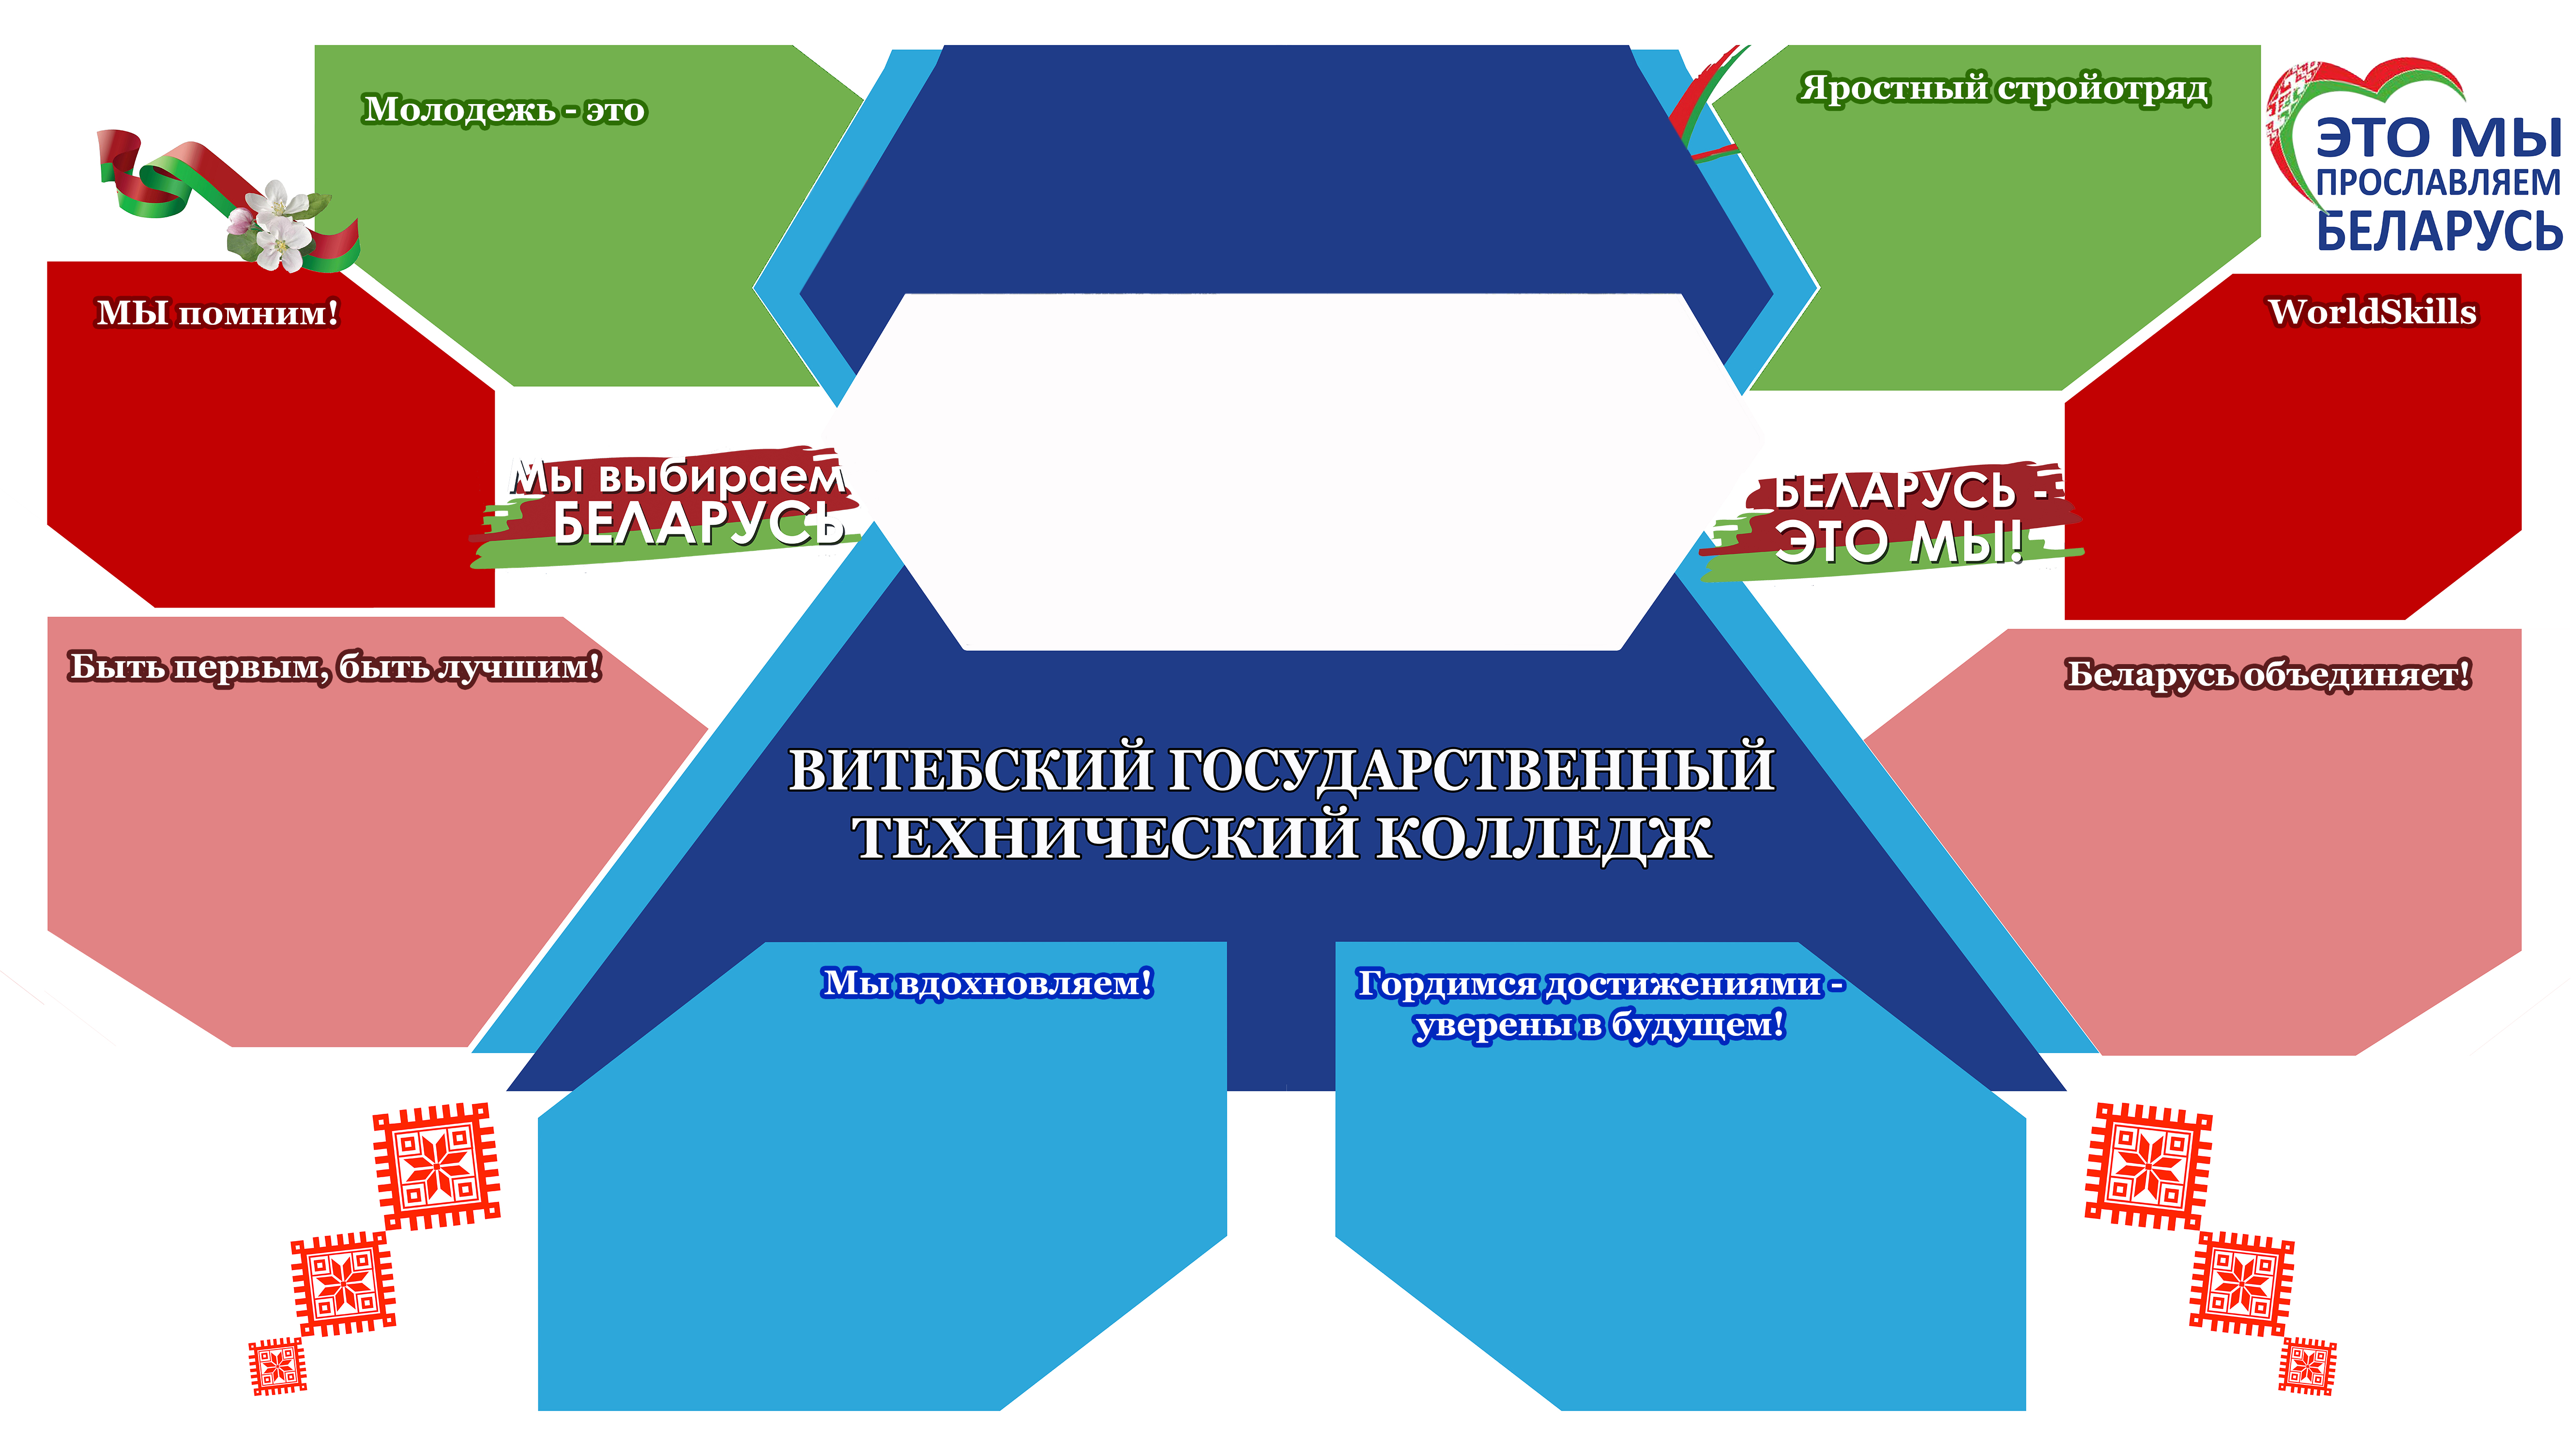 Молодежь - это
Яростный стройотряд
ЭТО МЫ
ПРОСЛАВЛЯЕМ
БЕЛАРУСЬ
МЫ помним!
WorldSkills
Мы выбираем
БЕЛАРУСЬ
БЕЛАРУСЬ -
ЭТО МЫ!
Быть первым, быть лучшим!
Беларусь объединяет!
ВИТЕБСКИЙ ГОСУДАРСТВЕННЫЙ
ТЕХНИЧЕСКИЙ КОЛЛЕДЖ
Мы вдохновляем!
Гордимся достижениями -
уверены в будущем!